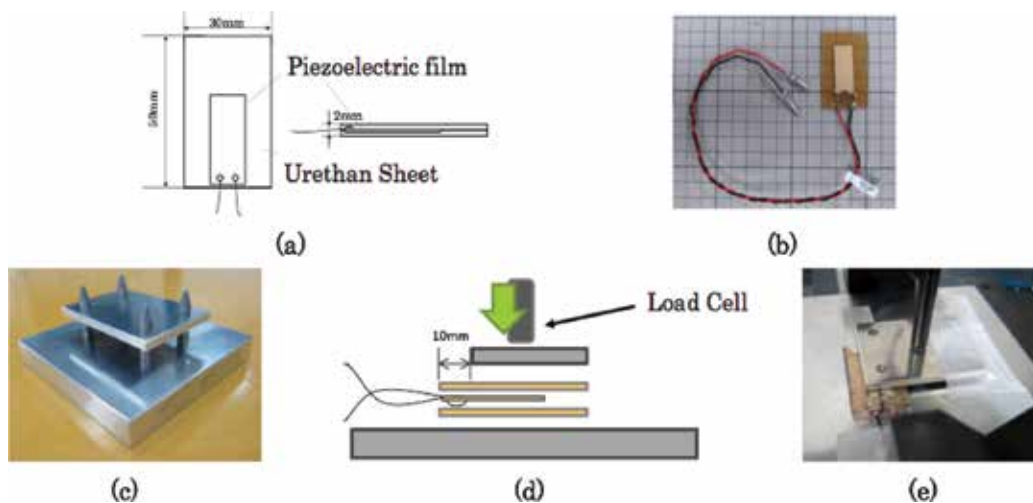 30mm
Piezoelectric film
50mm
2mm
Urethan Sheet
(a)
(b)
Load Cell
10mm
(c)
(d)
(e)